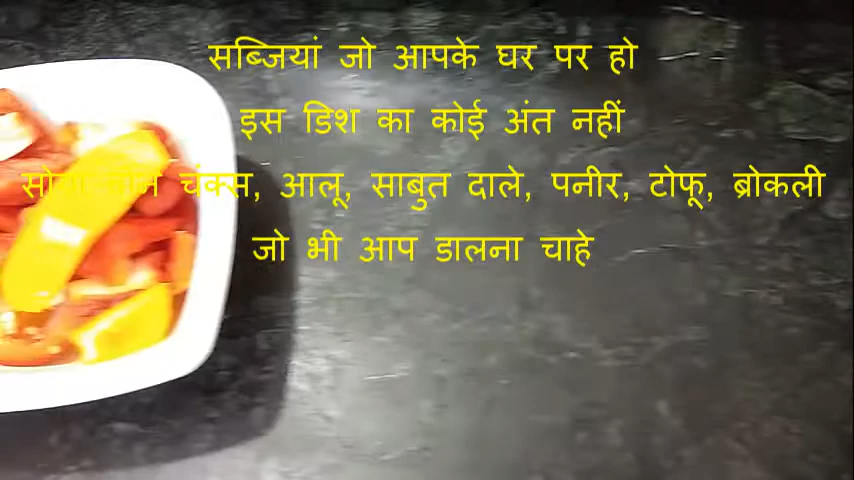 सब्जियां जो आपके घर पर हो
इस डिश का कोई अंत नहीं
सोया बीन चंक्स, आलू, साबुत दाले, पनीर, टोफू, ब्रोकली
जो भी आप डालना चाहे